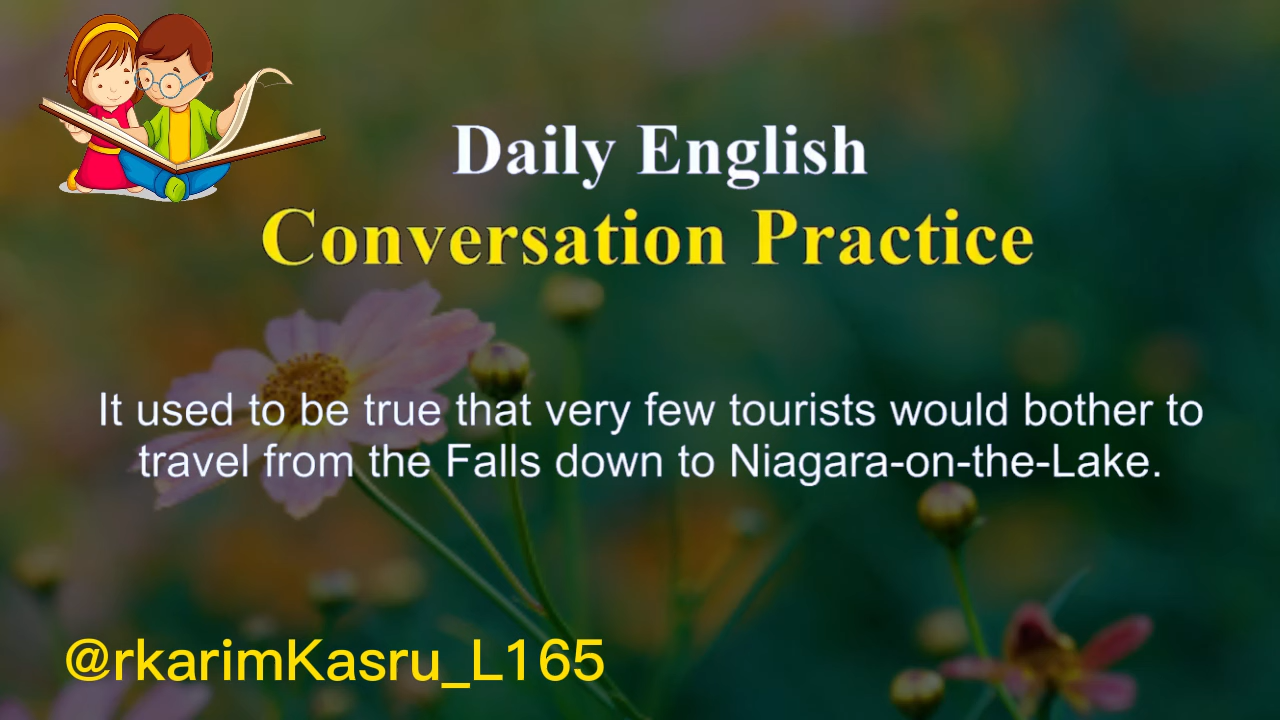 Daily English
Conversation Practice
It used to be true that very few tourists would bother to
travel from the Falls down to Niagara-on-the-Lake.
@rkarimKasru_L165